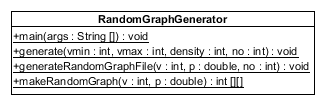 RandomGraphGenerator
+main(args : String []) : void
+generate(vmin : int, vmax : int, density : int, no : int) : void
+generateRandomGraphFile(v : int, p : double, no : int) : void
+makeRandomGraph(v : int, p : double) : int [][]